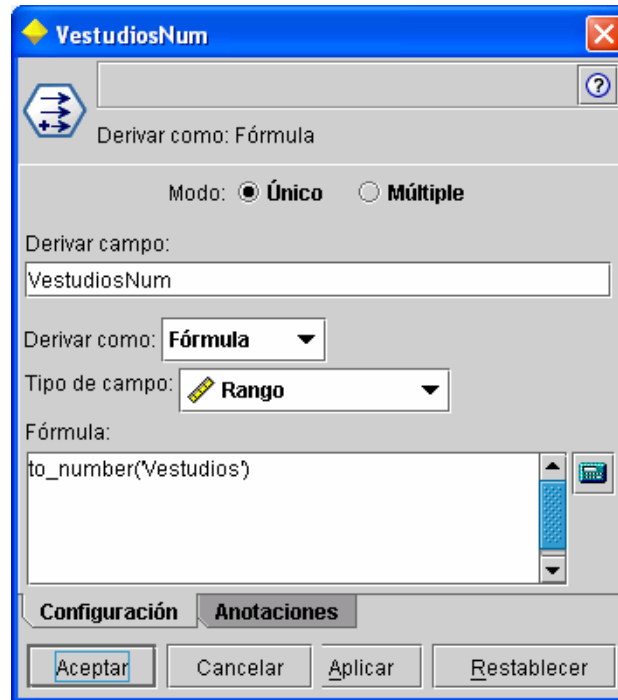 VestudiosNum
?
Derivar como: Fórmula
Modo: Único Múltiple
Derivar campo:
VestudiosNum
Derivar como: Fórmula
Tipo de campo: Rango
Fórmula:
to_number('Vestudios')
Configuración Anotaciones
Aceptar Cancelar Aplicar Restablecer